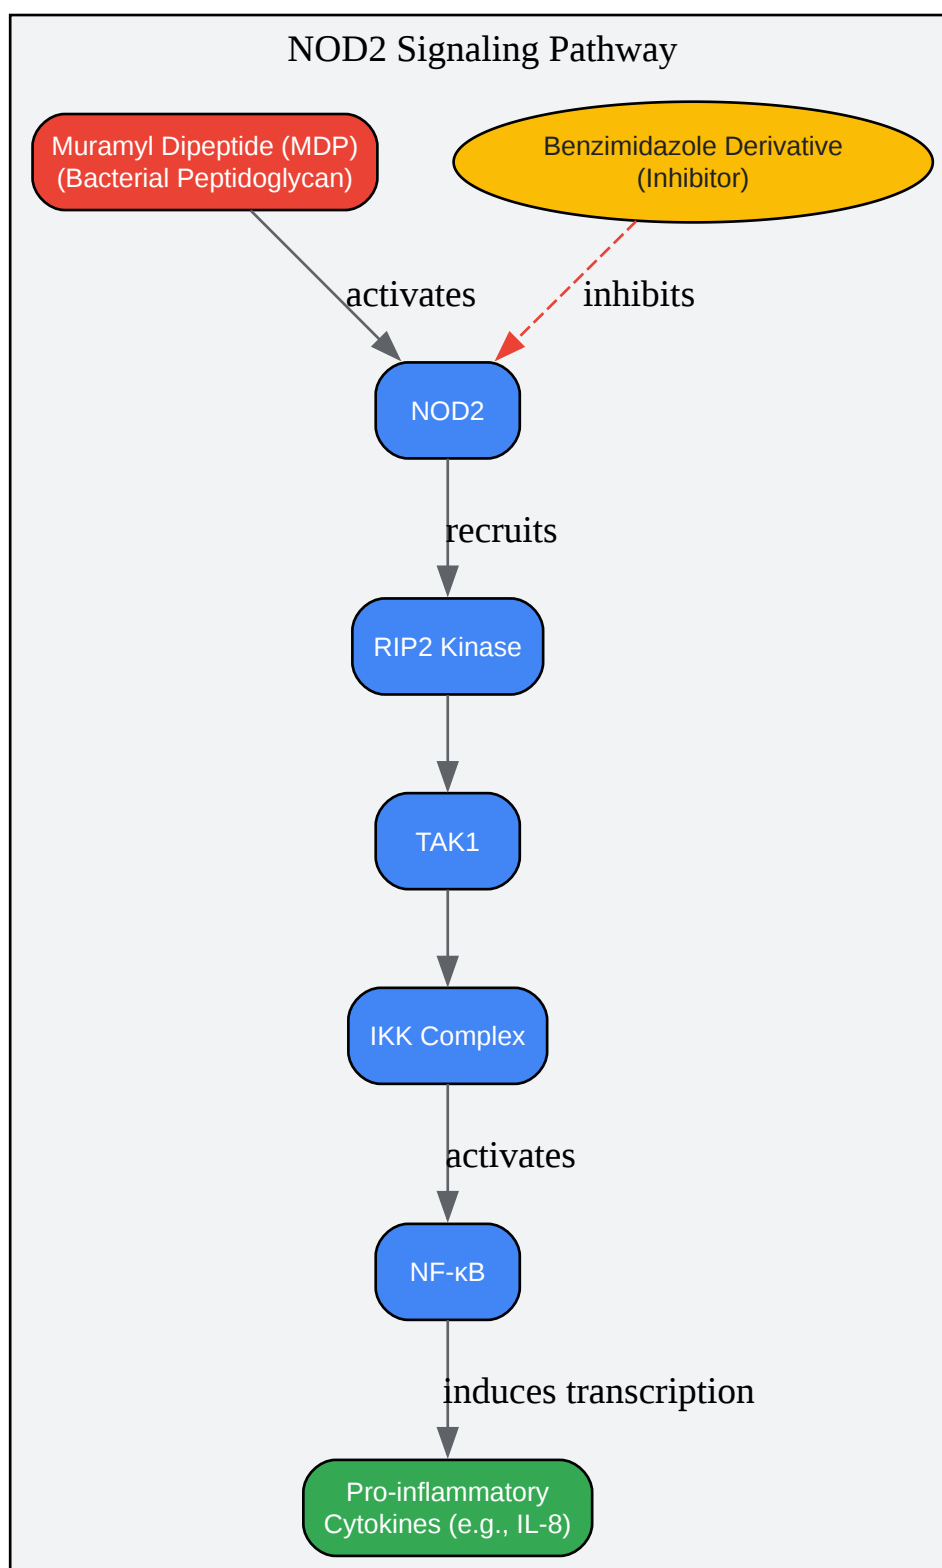 NOD2 Signaling Pathway
Muramyl Dipeptide (MDP)
(Bacterial Peptidoglycan)
Benzimidazole Derivative
(Inhibitor)
activates
inhibits
NOD2
recruits
RIP2 Kinase
TAK1
IKK Complex
activates
NF-κB
induces transcription
Pro-inflammatory
Cytokines (e.g., IL-8)